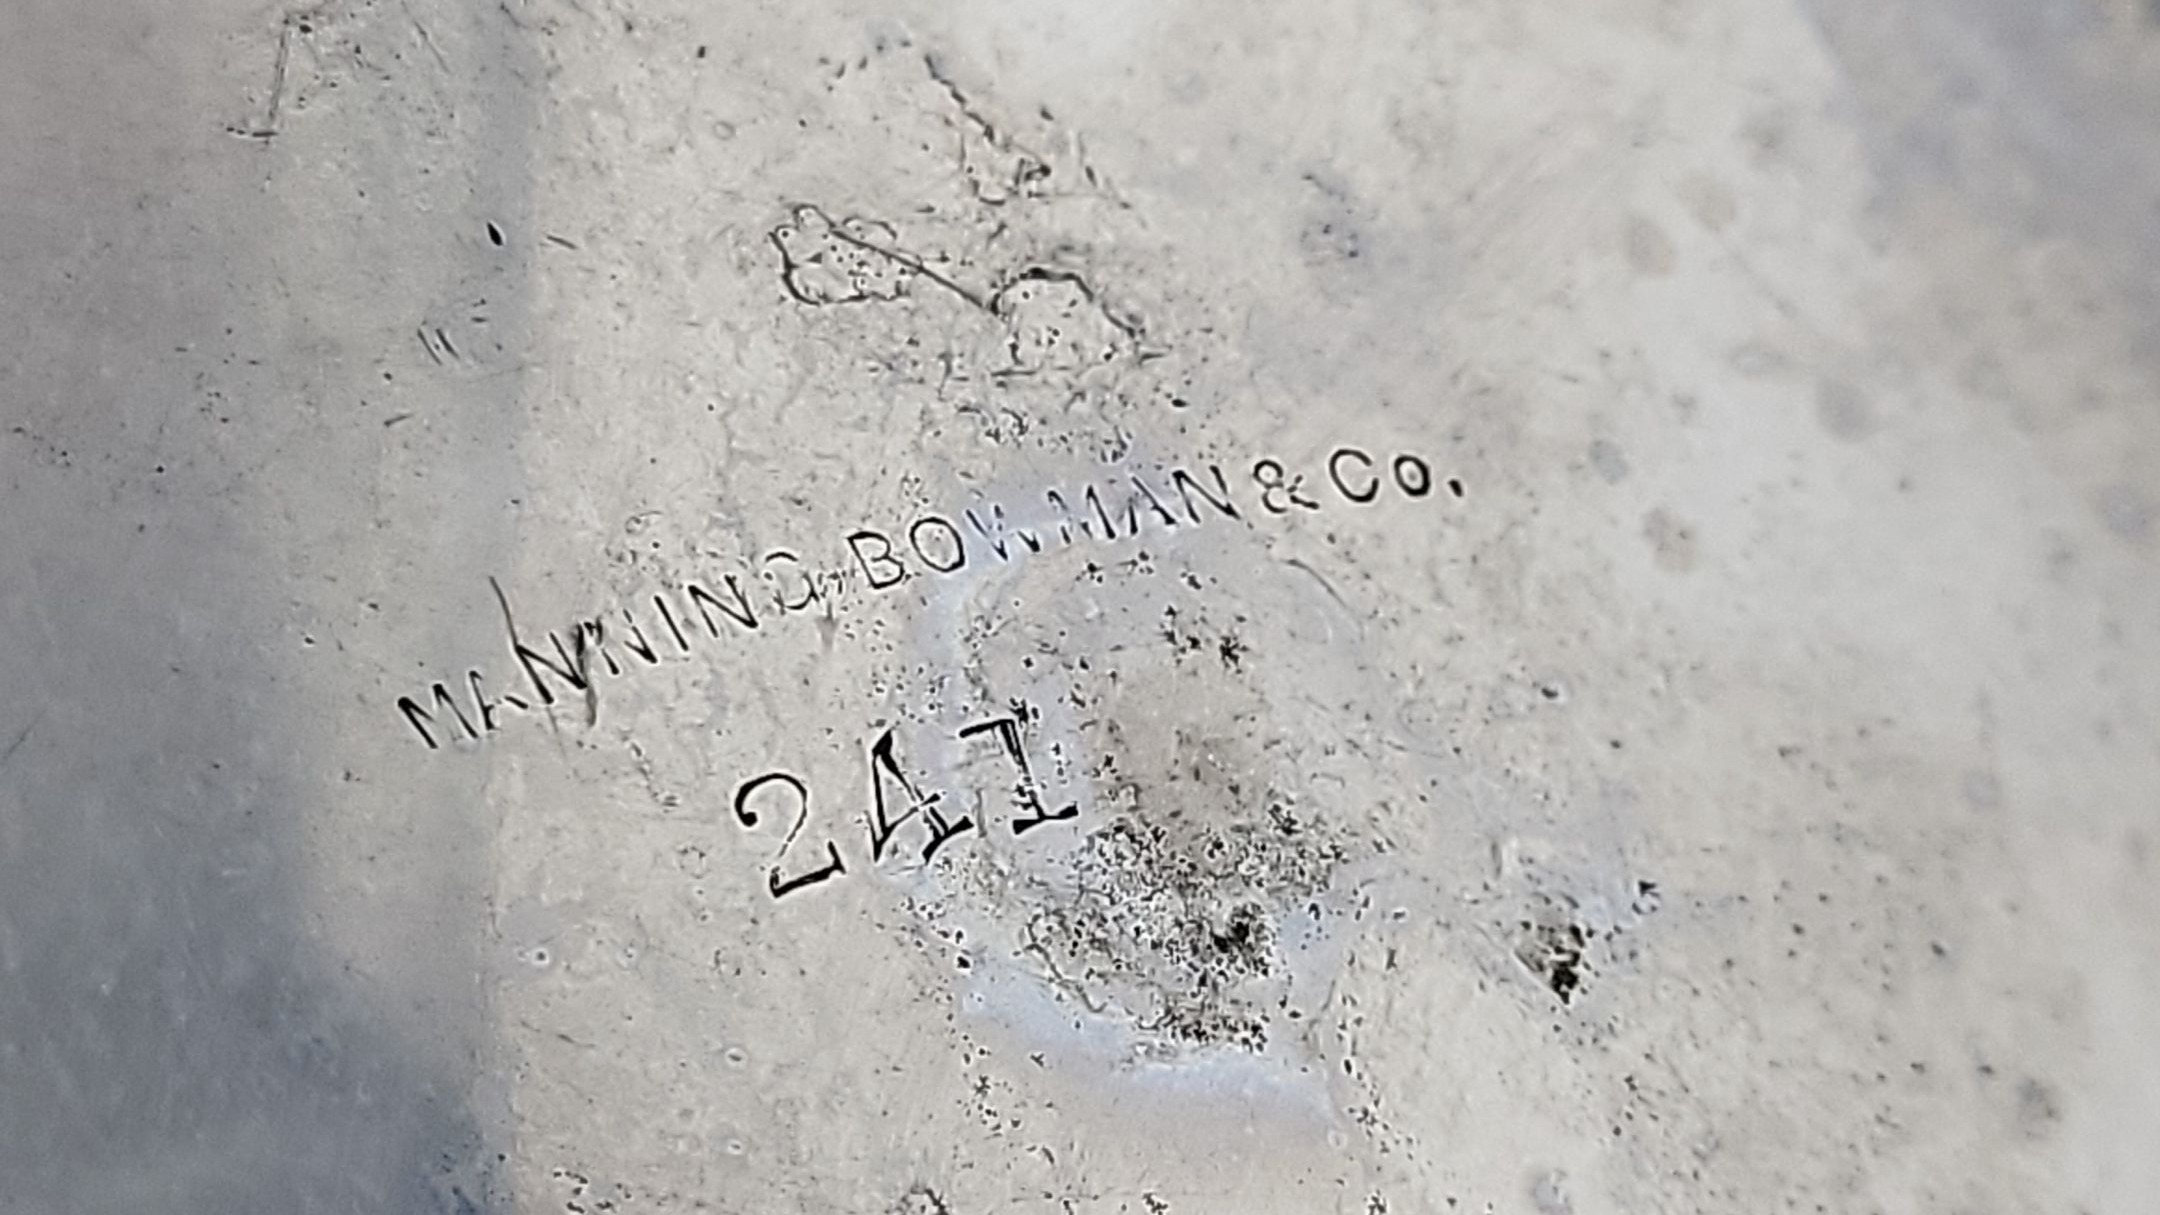 MANNING, BOWMAN & Co.
241